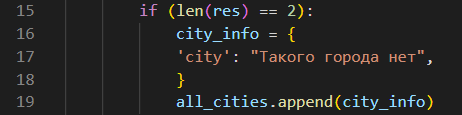 15 if (len(res) == 2):
16 city_info = {
17 'city': "Такого города нет",
18 }
19 all_cities.append(city_info)